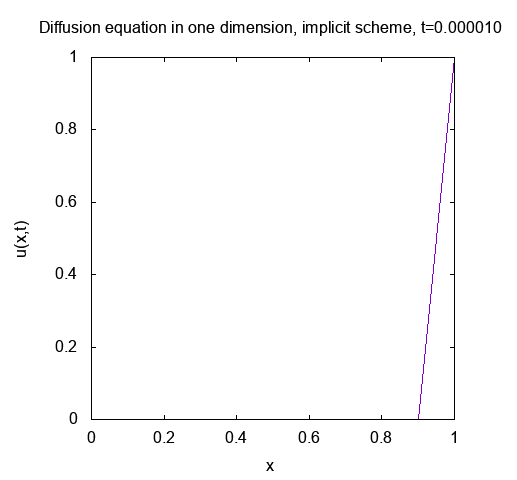 Diffusion equation in one dimension, implicit scheme, t=0.000010
1
0.8
0.6
0.4
0.2
0
u(x,t)
0 0.2 0.4 0.6 0.8 1
x